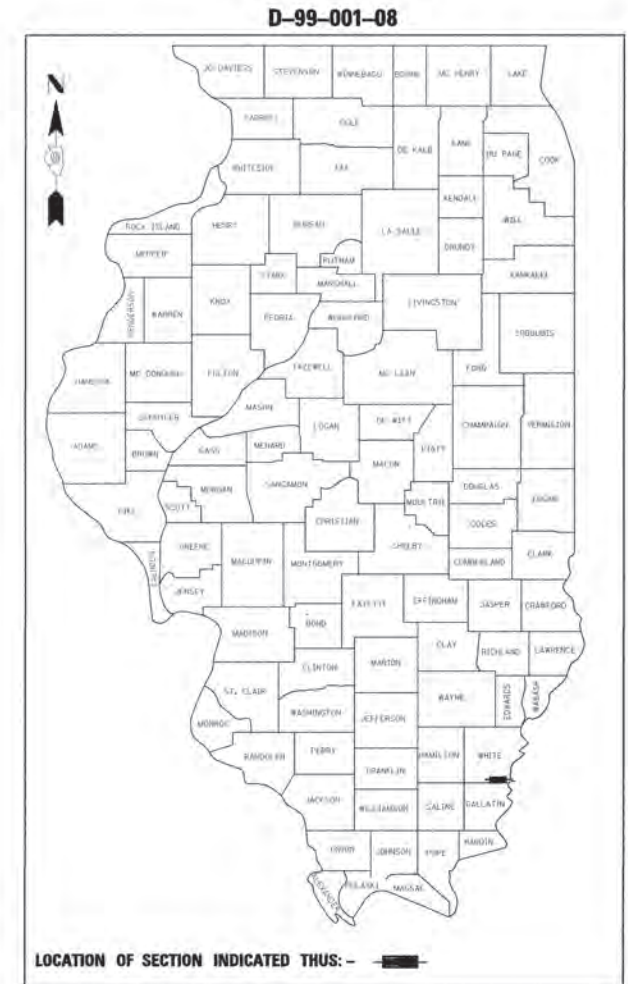 D-99-001-08
N
JO DAVIESS STEVENSON WINNEBAGO BOONE MC HENRY LAKE
CARROLL OGLE
DE KALB KANE DU PAGE COOK
WHITESIDE LEE
KENDALL WILL
ROCK ISLAND HENRY BUREAU LA SALLE GRUNDY
MERCER PUTNAM KANKAKEE
STARK MARSHALL
HENDERSON WARREN KNOX PEORIA WOODFORD LIVINGSTON IROQUOIS
FORD
HANCOCK MC DONOUGH FULTON TAZEWELL MC LEAN
MASON
SCHUYLER LOGAN DE WITT CHAMPAIGN VERMILION
ADAMS BROWN CASS MENARD PIATT
MACON
MORGAN SANGAMON DOUGLAS EDGAR
PIKE SCOTT MOULTRIE
CHRISTIAN COLES
GREENE SHELBY
CALHOUN MACOUPIN MONTGOMERY CUMBERLAND CLARK
JERSEY
FAYETTE EFFINGHAM JASPER CRAWFORD
BOND
MADISON CLAY RICHLAND LAWRENCE
CLINTON MARION
ST. CLAIR WAYNE EDWARDS WABASH
WASHINGTON JEFFERSON
MONROE
RANDOLPH PERRY HAMILTON WHITE
FRANKLIN
JACKSON WILLIAMSON SALINE GALLATIN
UNION JOHNSON POPE HARDIN
ALEXANDER PULASKI MASSAC
LOCATION OF SECTION INDICATED THUS: -